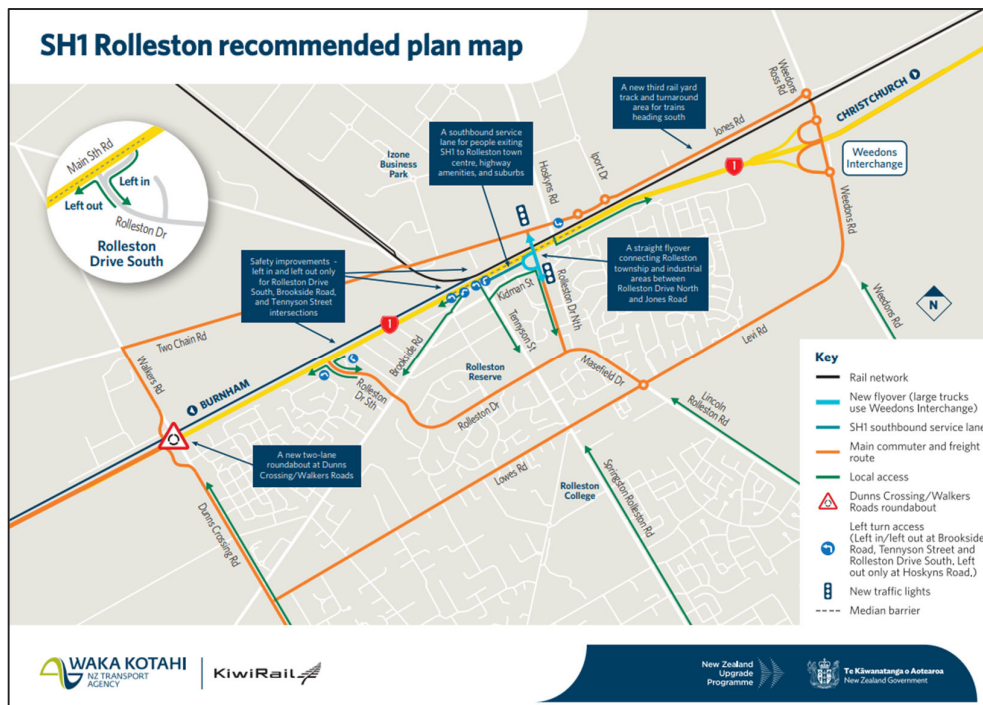 SH1 Rolleston recommended plan map
Main Sth Rd
Left in
Left out
Rolleston Dr
Rolleston
Drive South
A new third rail yard
track and turnaround
area for trains
heading south
A southbound service
lane for people exiting
SH1 to Rolleston town
centre, highway
amenities, and suburbs
Izone
Business
Park
Hoskyns Rd
Iport Dr
Jones Rd
Weedons
Ross Rd
CHRISTCHURCH
1
Weedons
Interchange
Weedons Rd
Safety improvements -
left in and left out only
for Rolleston Drive
South, Brookside Road,
and Tennyson Street
intersections
A straight flyover
connecting Rolleston
township and industrial
areas between
Rolleston Drive North
and Jones Road
Kidman St
Tennyson St
Rolleston Dr Nth
1
Two Chain Rd
Walkers Rd
Brookside Rd
Rolleston
Reserve
Masefield Dr
Levi Rd
Weedons Rd
N
BURNHAM
Rolleston
Dr Sth
Rolleston Dr
Lincoln
Rolleston Rd
A new two-lane
roundabout at Dunns
Crossing/Walkers Roads
Lowes Rd
Rolleston
College
Springston Rolleston Rd
Dunns Crossing Rd
Key
Rail network
New flyover (large trucks
use Weedons Interchange)
SH1 southbound service lane
Main commuter and freight
route
Local access
Dunns Crossing/Walkers
Roads roundabout
Left turn access
(Left in/left out at Brookside
Road, Tennyson Street and
Rolleston Drive South, Left
out only at Hoskyns Road,)
New traffic lights
Median barrier
WAKA KOTAHI
NZ TRANSPORT
AGENCY
KiwiRail
New Zealand
Upgrade
Programme
Te Kāwanatanga o Aotearoa
New Zealand Government